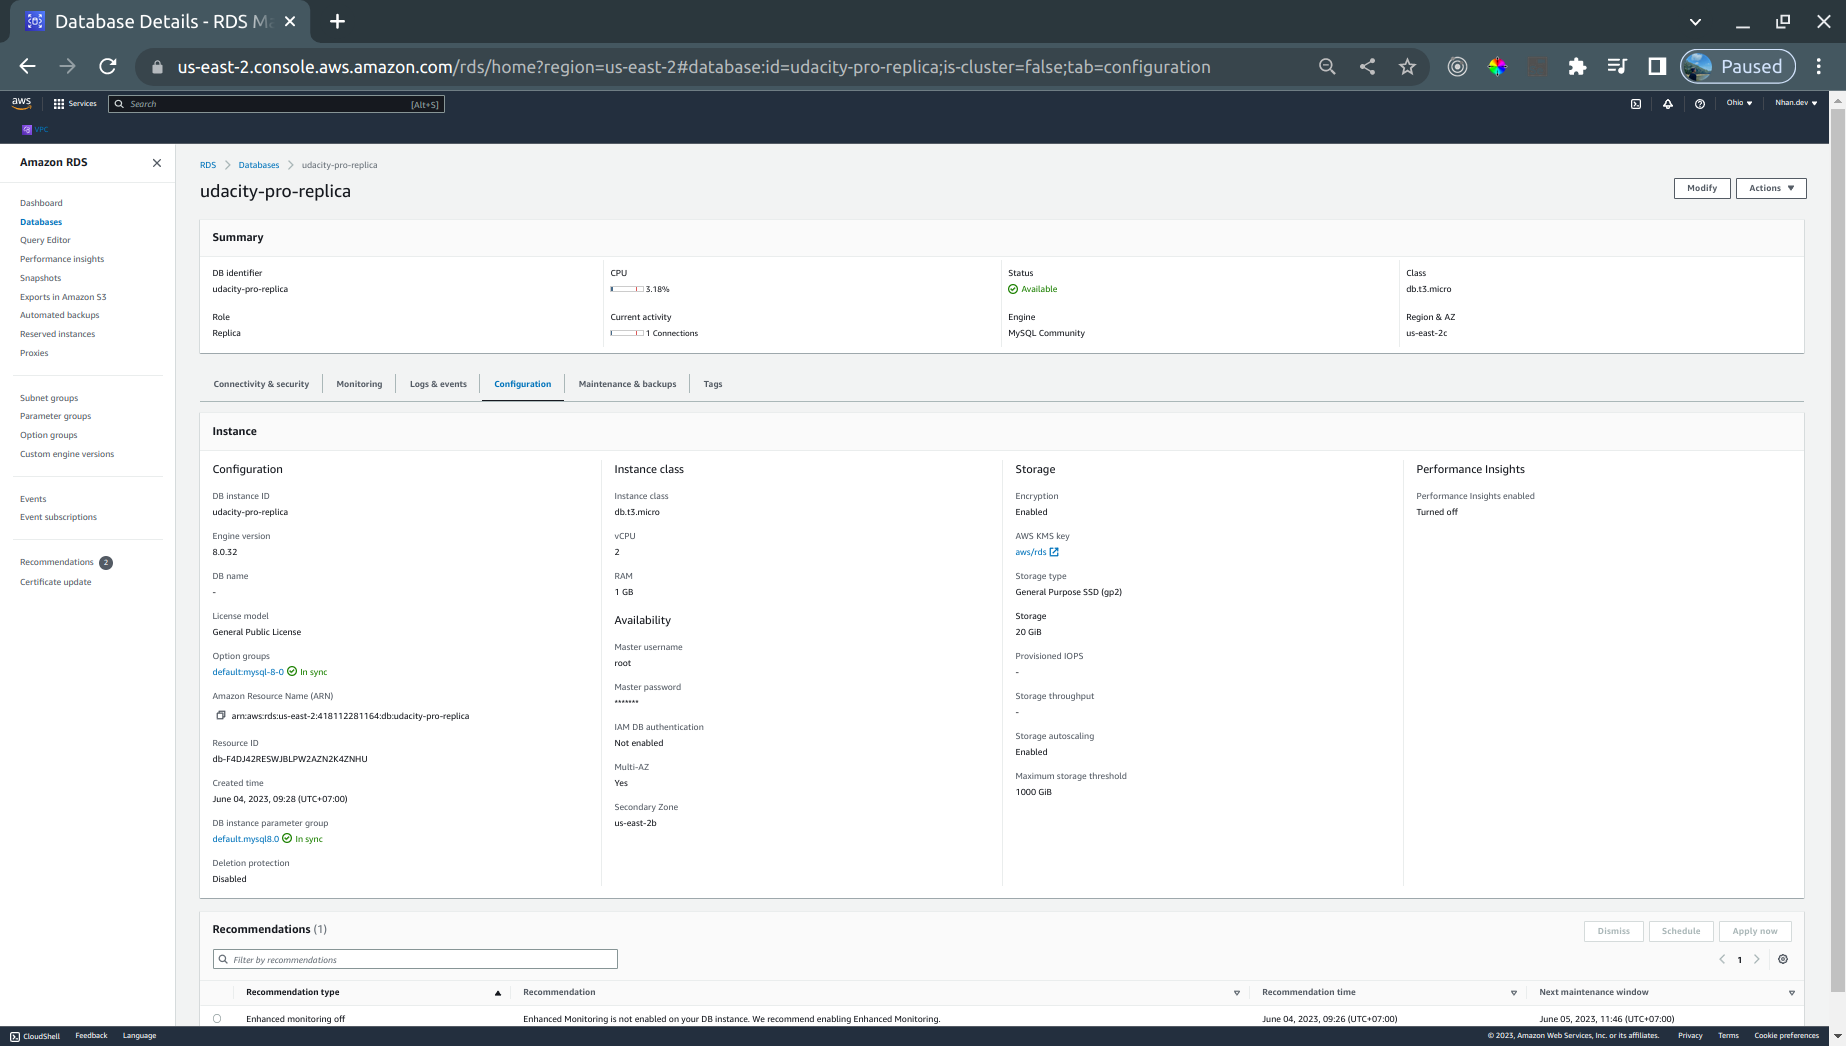 Database Details - RDS Ma
us-east-2.console.aws.amazon.com/rds/home?region=us-east-2#database:id=udacity-pro-replica;is-cluster=false;tab=configuration
Paused
aws
Services
Search
[Alt+S]
Ohio ▼
Nhan.dev ▼
VPC
Amazon RDS
Dashboard
Databases
Query Editor
Performance insights
Snapshots
Exports in Amazon S3
Automated backups
Reserved instances
Proxies
Subnet groups
Parameter groups
Option groups
Custom engine versions
Events
Event subscriptions
Recommendations 2
Certificate update
RDS > Databases > udacity-pro-replica
udacity-pro-replica
Modify
Actions ▼
Summary
DB identifier
udacity-pro-replica
CPU
3.18%
Status
Available
Class
db.t3.micro
Role
Replica
Current activity
1 Connections
Engine
MySQL Community
Region & AZ
us-east-2c
Connectivity & security
Monitoring
Logs & events
Configuration
Maintenance & backups
Tags
Instance
Configuration
DB instance ID
udacity-pro-replica
Engine version
8.0.32
DB name
-
License model
General Public License
Option groups
default:mysql-8-0 In sync
Amazon Resource Name (ARN)
arn:aws:rds:us-east-2:418112281164:db:udacity-pro-replica
Resource ID
db-F4DJ42RESWJBLPW2AZN2K4ZNHU
Created time
June 04, 2023, 09:28 (UTC+07:00)
DB instance parameter group
default.mysql8.0 In sync
Deletion protection
Disabled
Instance class
Instance class
db.t3.micro
vCPU
2
RAM
1 GB
Availability
Master username
root
Master password
*******
IAM DB authentication
Not enabled
Multi-AZ
Yes
Secondary Zone
us-east-2b
Storage
Encryption
Enabled
AWS KMS key
aws/rds
Storage type
General Purpose SSD (gp2)
Storage
20 GiB
Provisioned IOPS
-
Storage throughput
-
Storage autoscaling
Enabled
Maximum storage threshold
1000 GiB
Performance Insights
Performance Insights enabled
Turned off
Recommendations (1)
Dismiss
Schedule
Apply now
Filter by recommendations
1
Recommendation type
Recommendation
Recommendation time
Next maintenance window
Enhanced monitoring off
Enhanced Monitoring is not enabled on your DB instance. We recommend enabling Enhanced Monitoring.
June 04, 2023, 09:26 (UTC+07:00)
June 05, 2023, 11:46 (UTC+07:00)
CloudShell
Feedback
Language
© 2023, Amazon Web Services, Inc. or its affiliates.
Privacy
Terms
Cookie preferences